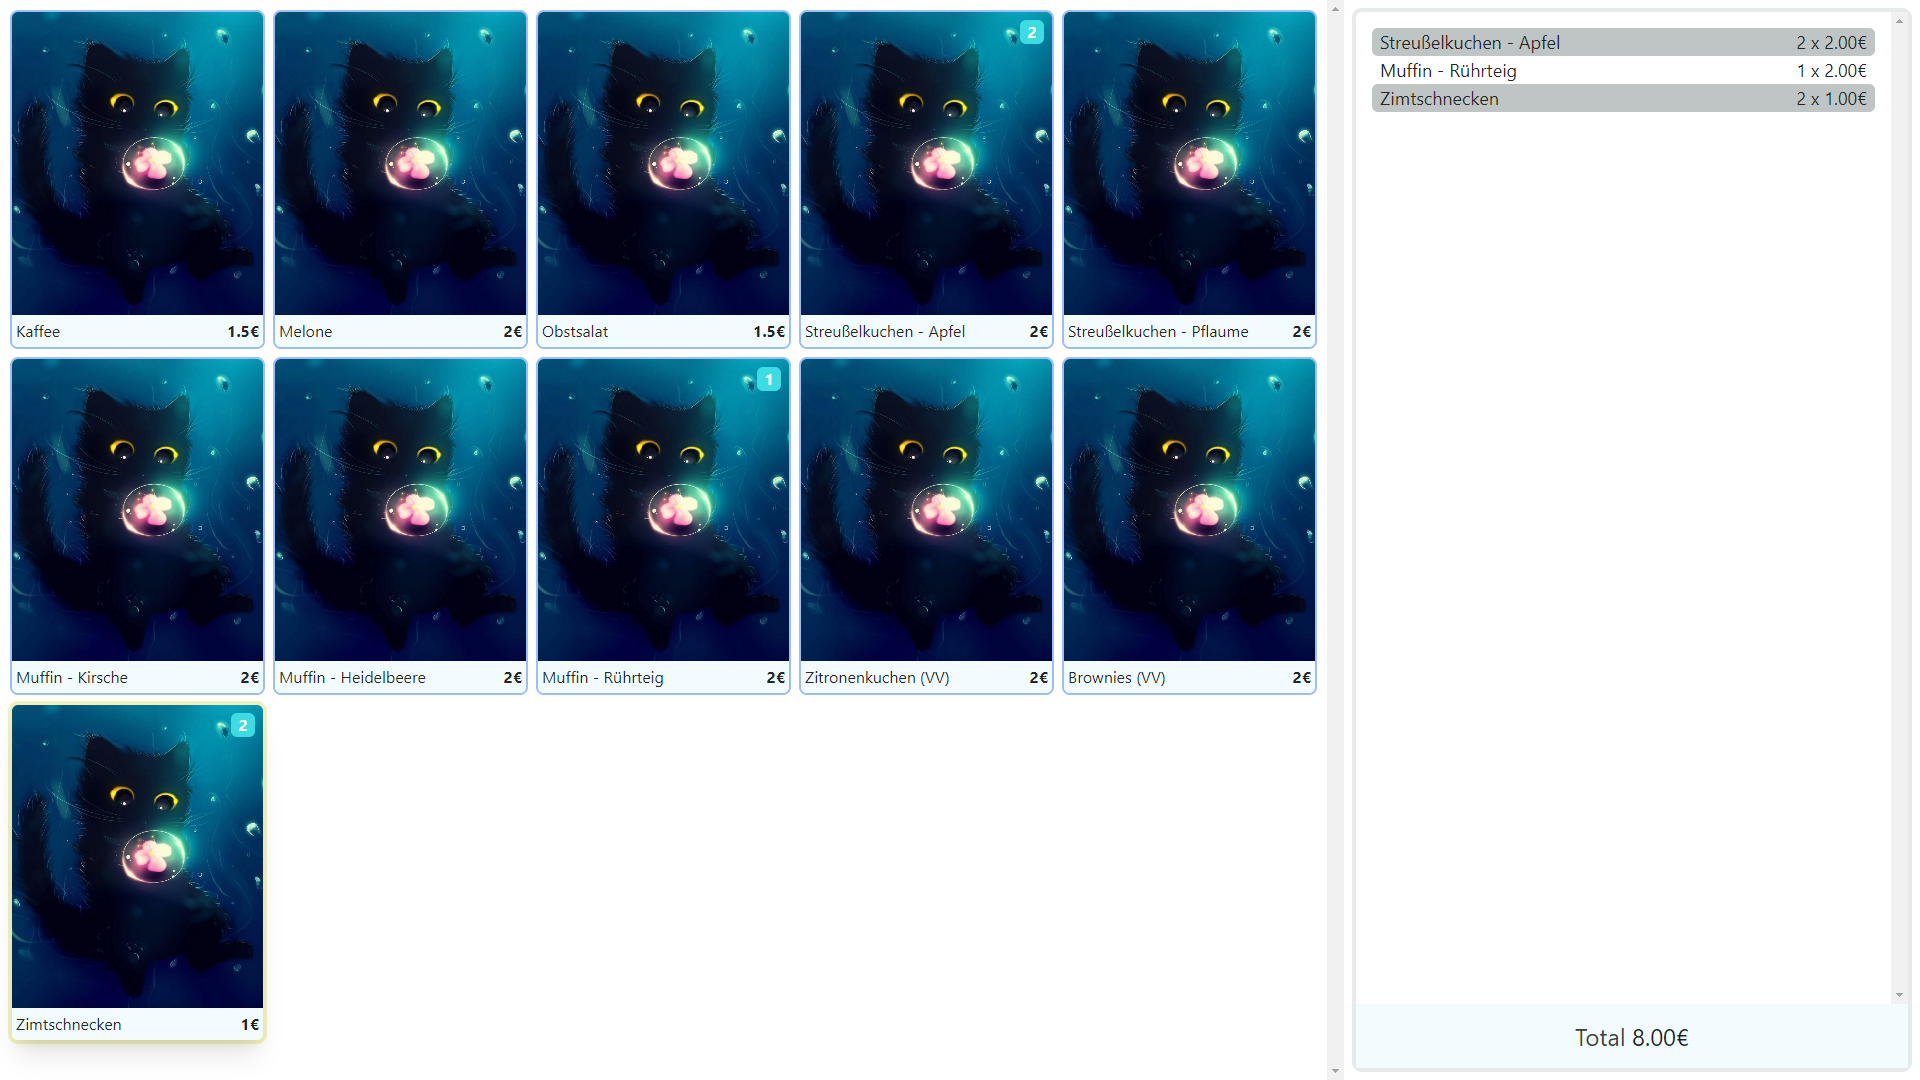 Kaffee 1.5€
Melone 2€
Obstsalat 1.5€
2
Streußelkuchen - Apfel 2€
Streußelkuchen - Pflaume 2€
Muffin - Kirsche 2€
Muffin - Heidelbeere 2€
1
Muffin - Rührteig 2€
Zitronenkuchen (VV) 2€
Brownies (VV) 2€
2
Zimtschnecken 1€
Streußelkuchen - Apfel 2 x 2.00€
Muffin - Rührteig 1 x 2.00€
Zimtschnecken 2 x 1.00€
Total 8.00€